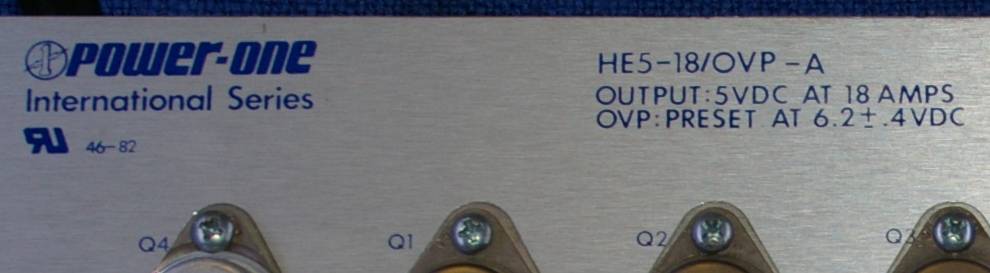 power-one
International Series
46-82
HE5-18/OVP -A
OUTPUT: 5VDC AT 18 AMPS
OVP: PRESET AT 6.2±.4VDC
Q4 Q1 Q2 Q3